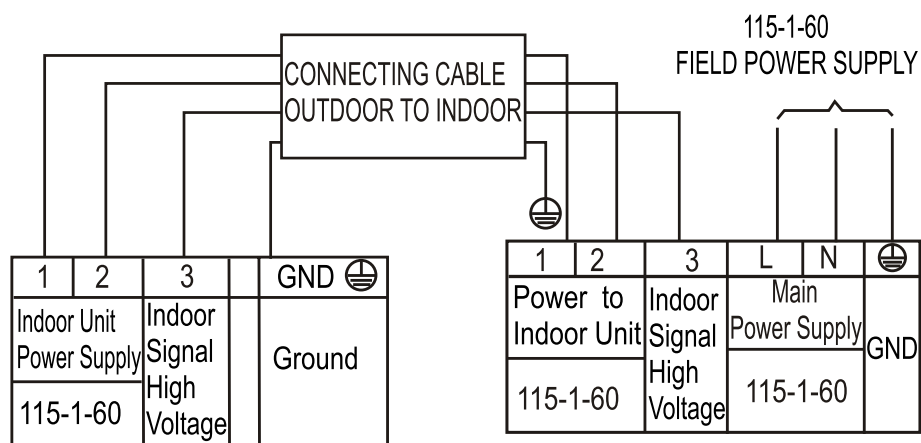 115-1-60
FIELD POWER SUPPLY
CONNECTING CABLE
OUTDOOR TO INDOOR
1 2 3 GND
Indoor Unit
Power Supply
115-1-60
Indoor
Signal
High
Voltage
Ground
1 2 3 L N
Power to
Indoor Unit
115-1-60
Indoor
Signal
High
Voltage
Main
Power Supply
115-1-60
GND